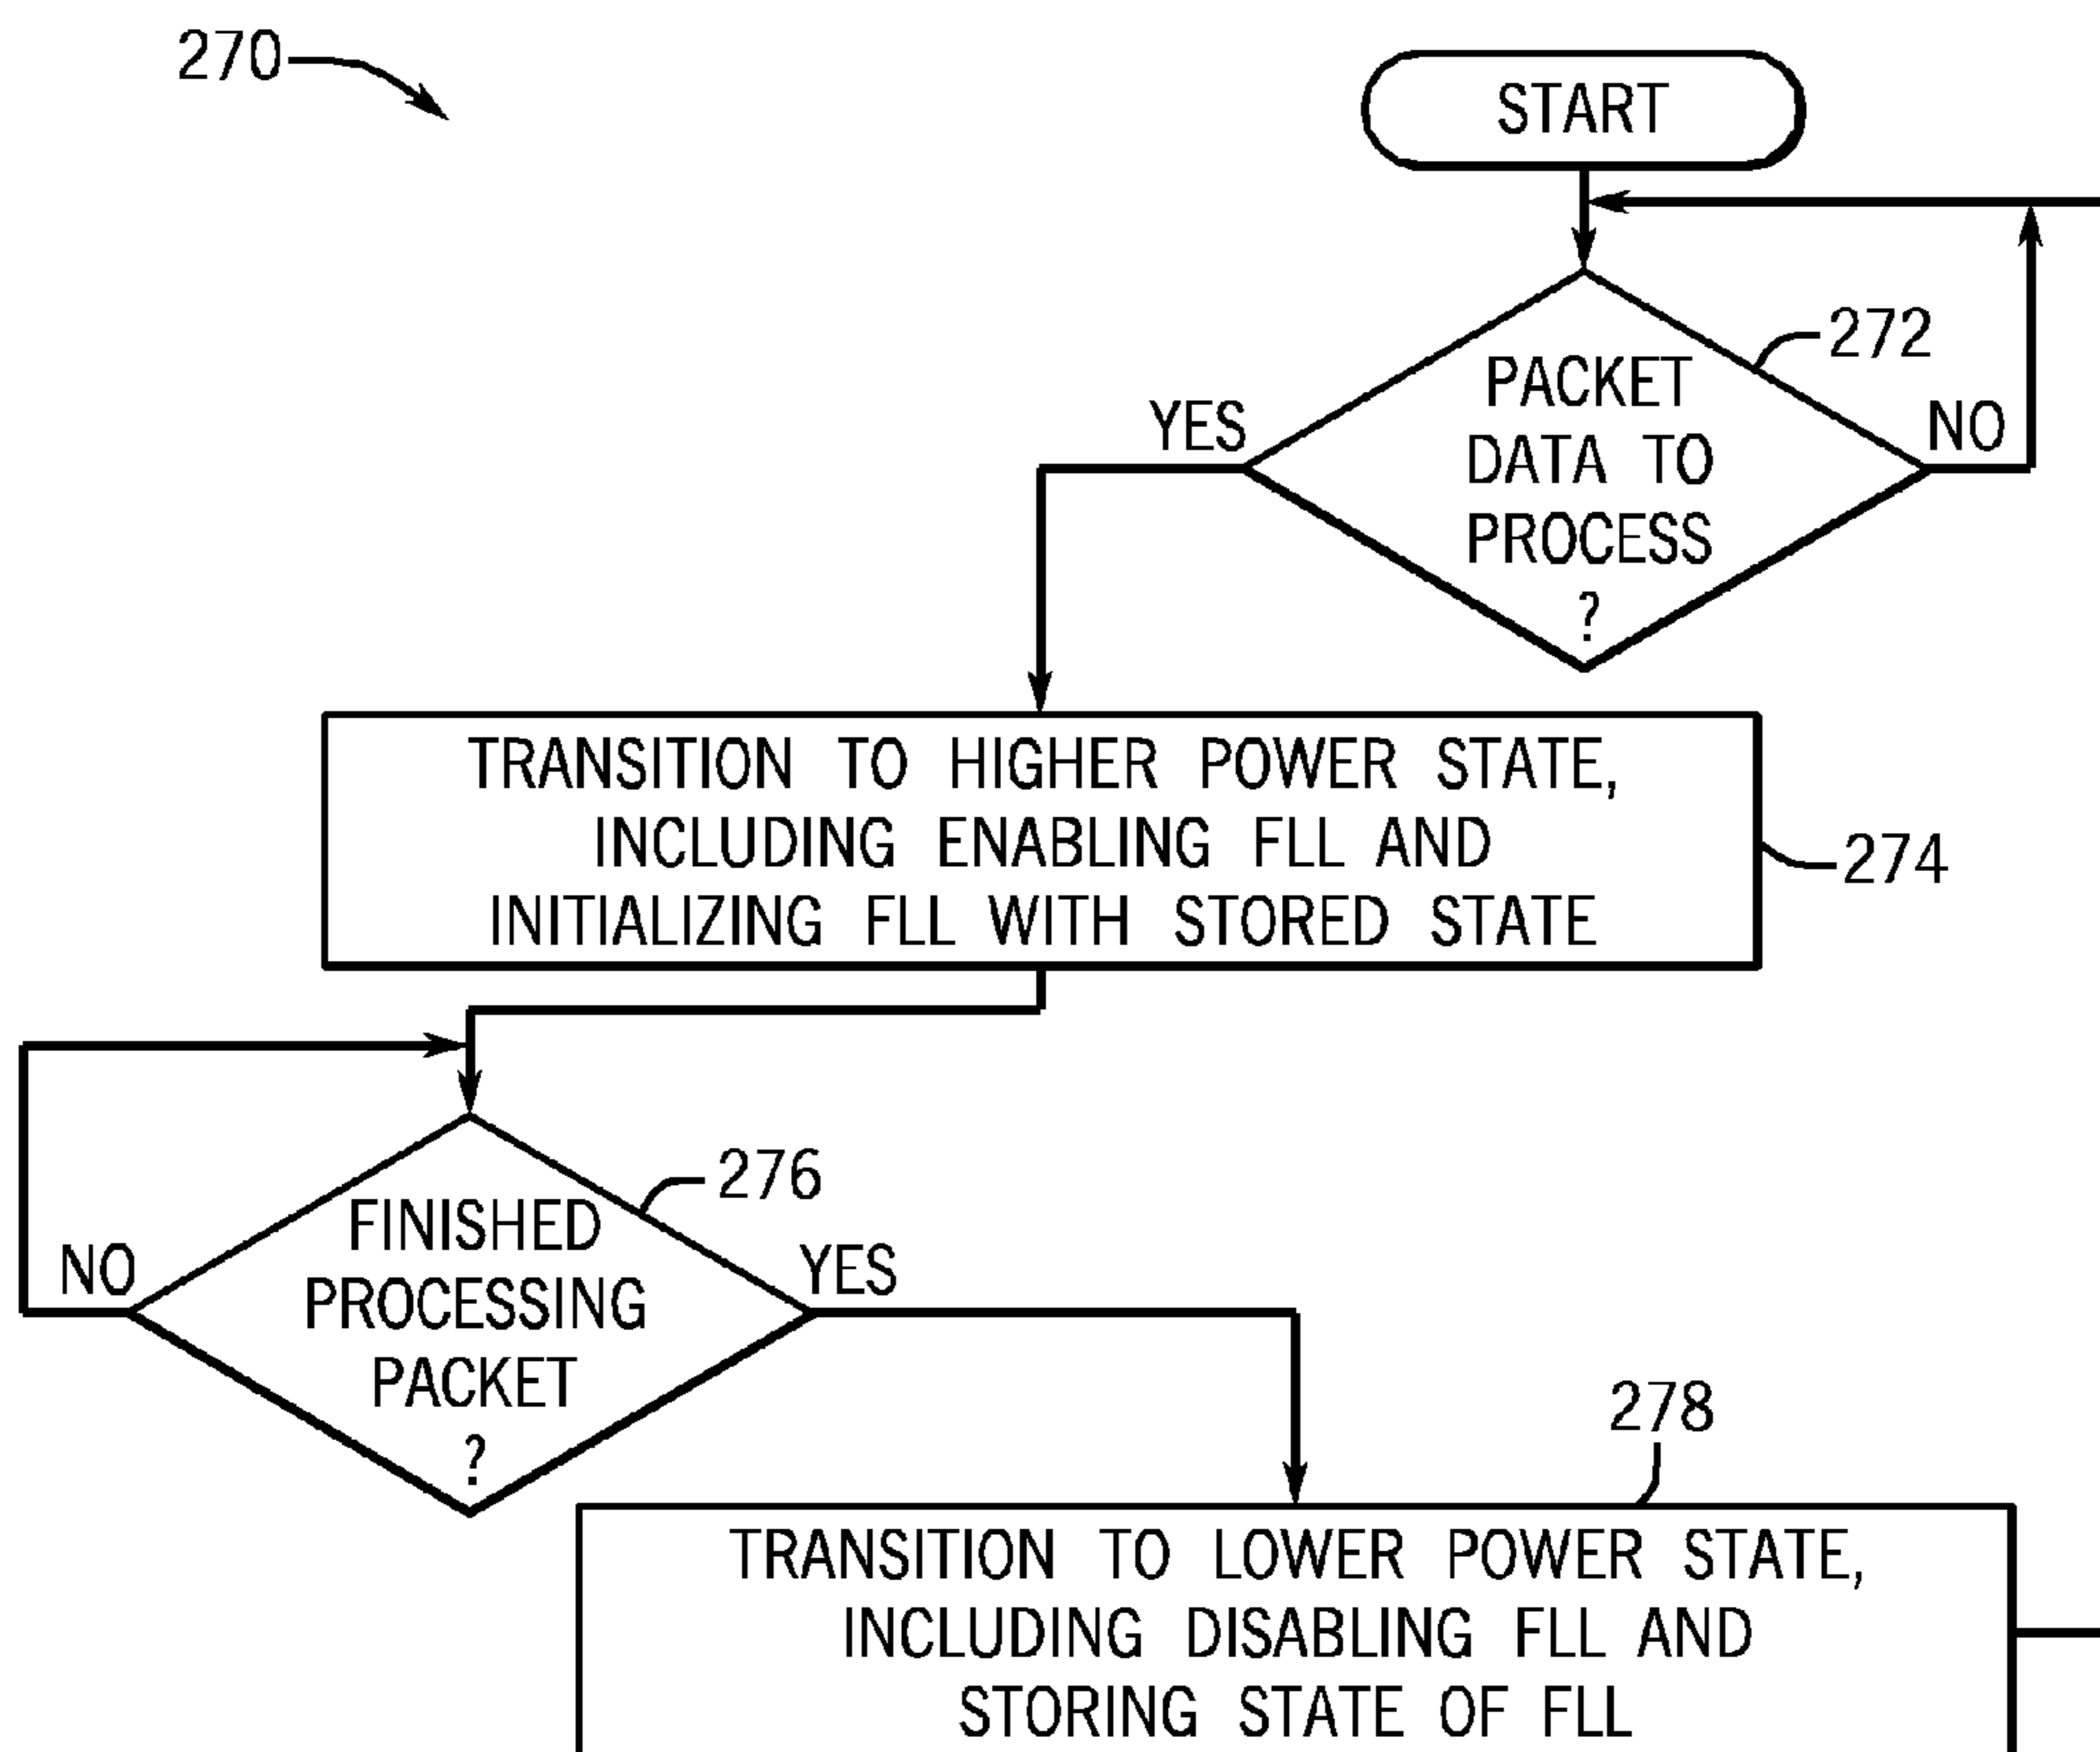 270
START
272
PACKET
DATA TO
PROCESS
?
YES
NO
TRANSITION TO HIGHER POWER STATE,
INCLUDING ENABLING FLL AND
INITIALIZING FLL WITH STORED STATE
274
276
FINISHED
PROCESSING
PACKET
?
NO
YES
278
TRANSITION TO LOWER POWER STATE,
INCLUDING DISABLING FLL AND
STORING STATE OF FLL